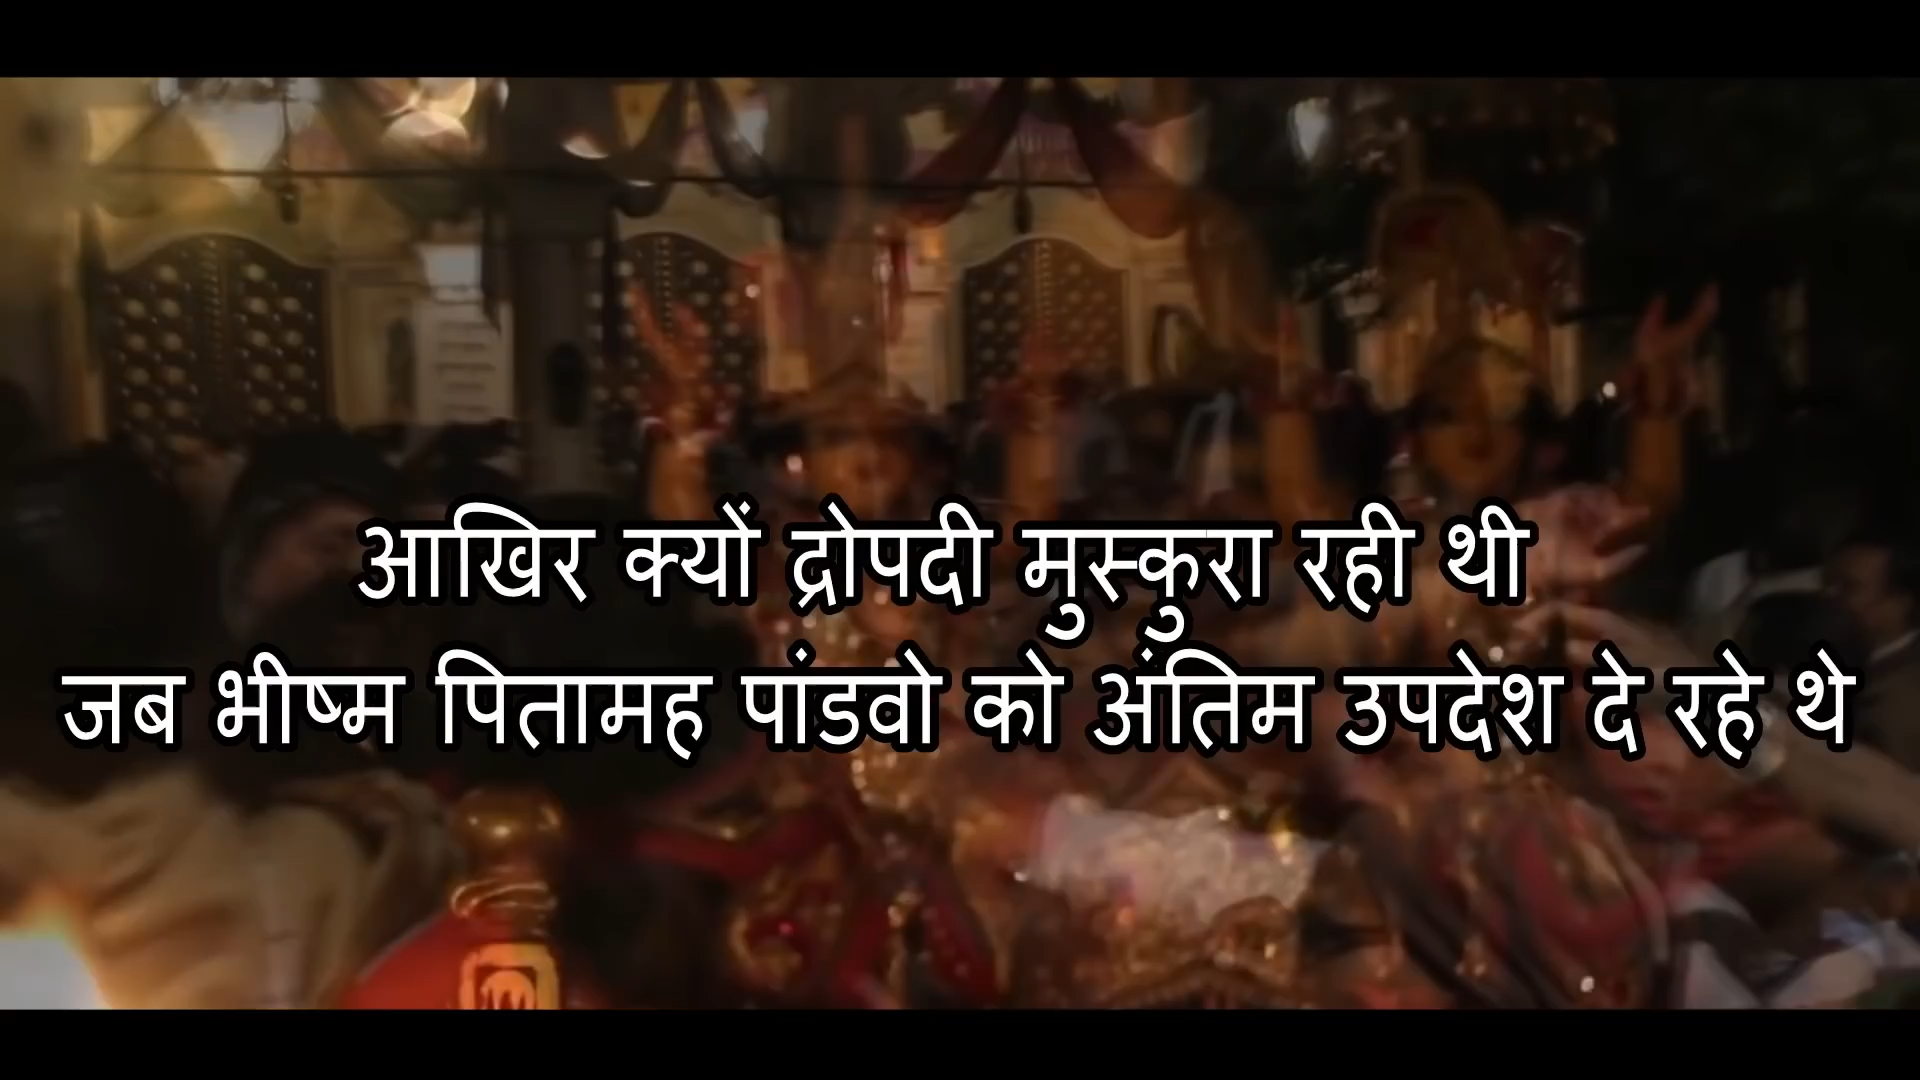 आखिर क्यों द्रोपदी मुस्कुरा रही थी
जब भीष्म पितामह पांडवो को अंतिम उपदेश दे रहे थे